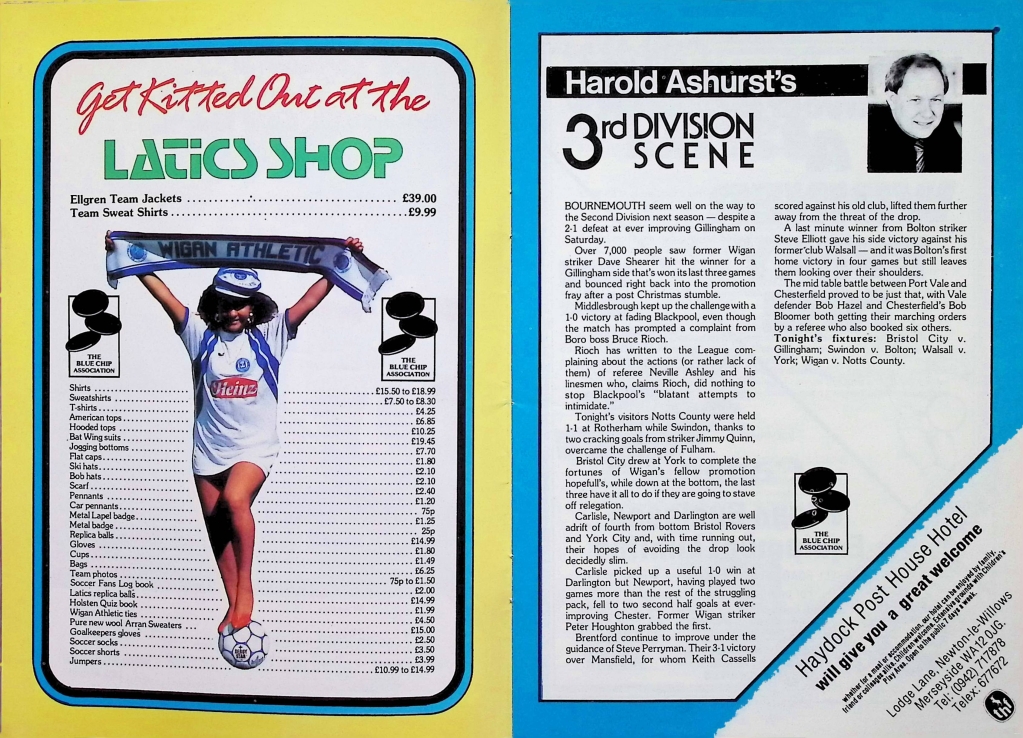 Get Kitted Out at the
LATICS SHOP
Ellgren Team Jackets ........ £39.00
Team Sweat Shirts ........ £9.99
WIGAN ATHLETIC
THE
BLUE CHIP
ASSOCIATION
THE
BLUE CHIP
ASSOCIATION
Heinz
Shirts ........ £15.50 to £18.99
Sweatshirts ........ £7.50 to £8.30
T-shirts ........ £4.25
American tops ........ £6.85
Hooded tops ........ £10.25
Bat Wing suits ........ £19.45
Jogging bottoms ........ £7.70
Flat caps ........ £1.80
Ski hats ........ £2.10
Bob hats ........ £2.10
Scarf ........ £2.40
Pennants ........ £1.20
Car pennants ........ 75p
Metal Lapel badge ........ £1.25
Metal badge ........ 25p
Replica balls ........ £14.99
Gloves ........ £1.80
Cups ........ £1.49
Bags ........ £6.25
Team photos ........ 75p to £1.50
Soccer Fans Log book ........ £2.00
Latics replica balls ........ £14.99
Holsten Quiz book ........ £1.99
Wigan Athletic ties ........ £4.50
Pure new wool Arran Sweaters ........ £15.00
Goalkeepers gloves ........ £2.50
Soccer socks ........ £3.50
Soccer shorts ........ £3.99
Jumpers ........ £10.99 to £14.99
Harold Ashurst's
3rd DIVISION
SCENE
BOURNEMOUTH seem well on the way to
the Second Division next season — despite a
2-1 defeat at ever improving Gillingham on
Saturday.
Over 7,000 people saw former Wigan
striker Dave Shearer hit the winner for a
Gillingham side that's won its last three games
and bounced right back into the promotion
fray after a post Christmas stumble.
Middlesbrough kept up the challenge with a
1-0 victory at fading Blackpool, even though
the match has prompted a complaint from
Boro boss Bruce Rioch.
Rioch has written to the League com-
plaining about the actions (or rather lack of
them) of referee Neville Ashley and his
linesmen who, claims Rioch, did nothing to
stop Blackpool's "blatant attempts to
intimidate."
Tonight's visitors Notts County were held
1-1 at Rotherham while Swindon, thanks to
two cracking goals from striker Jimmy Quinn,
overcame the challenge of Fulham.
Bristol City drew at York to complete the
fortunes of Wigan's fellow promotion
hopefull's, while down at the bottom, the last
three have it all to do if they are going to stave
off relegation.
Carlisle, Newport and Darlington are well
adrift of fourth from bottom Bristol Rovers
and York City and, with time running out,
their hopes of avoiding the drop look
decidedly slim.
Carlisle picked up a useful 1-0 win at
Darlington but Newport, having played two
games more than the rest of the struggling
pack, fell to two second half goals at ever-
improving Chester. Former Wigan striker
Peter Houghton grabbed the first.
Brentford continue to improve under the
guidance of Steve Perryman. Their 3-1 victory
over Mansfield, for whom Keith Cassells
scored against his old club, lifted them further
away from the threat of the drop.
A last minute winner from Bolton striker
Steve Elliott gave his side victory against his
former club Walsall — and it was Bolton's first
home victory in four games but still leaves
them looking over their shoulders.
The mid table battle between Port Vale and
Chesterfield proved to be just that, with Vale
defender Bob Hazel and Chesterfield's Bob
Bloomer both getting their marching orders
by a referee who also booked six others.
Tonight's fixtures: Bristol City v.
Gillingham; Swindon v. Bolton; Walsall v.
York; Wigan v. Notts County.
THE
BLUE CHIP
ASSOCIATION
Haydock Post House Hotel
will give you a great welcome
whether for a meal or accommodation, our hotel can be enjoyed by family,
friend or colleages alike. Children welcome. Extensive grounds with Children's
Play Area. Open to the public 7 days a week.
Lodge Lane, Newton-le-Willows
Merseyside WA12 0JG.
Tel: (0942) 717878
Telex: 677672
thf